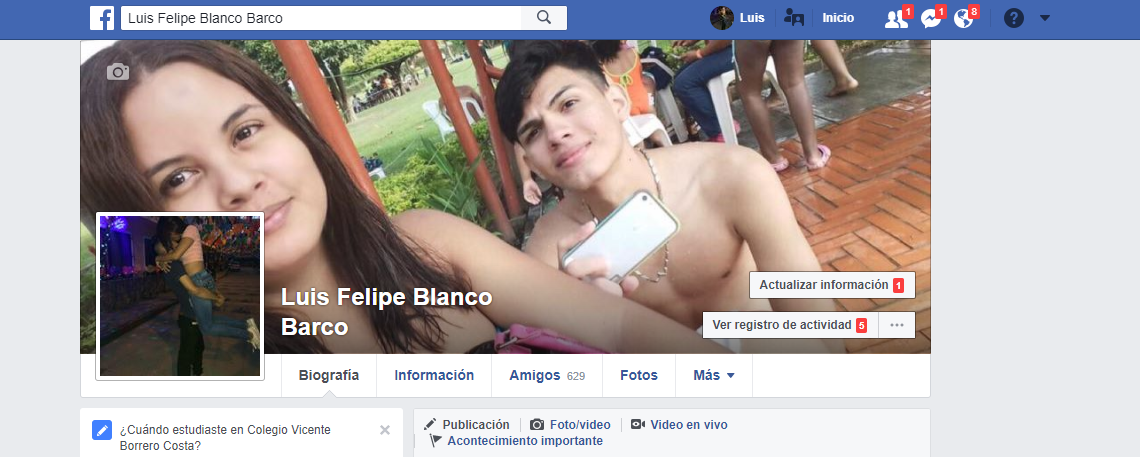 f
Luis Felipe Blanco Barco
Luis
Inicio
1
1
8
?
Actualizar información 1
Luis Felipe Blanco
Barco
Ver registro de actividad 5
Biografía
Información
Amigos 629
Fotos
Más
¿Cuándo estudiaste en Colegio Vicente
Borrero Costa?
Publicación
Foto/video
Video en vivo
Acontecimiento importante